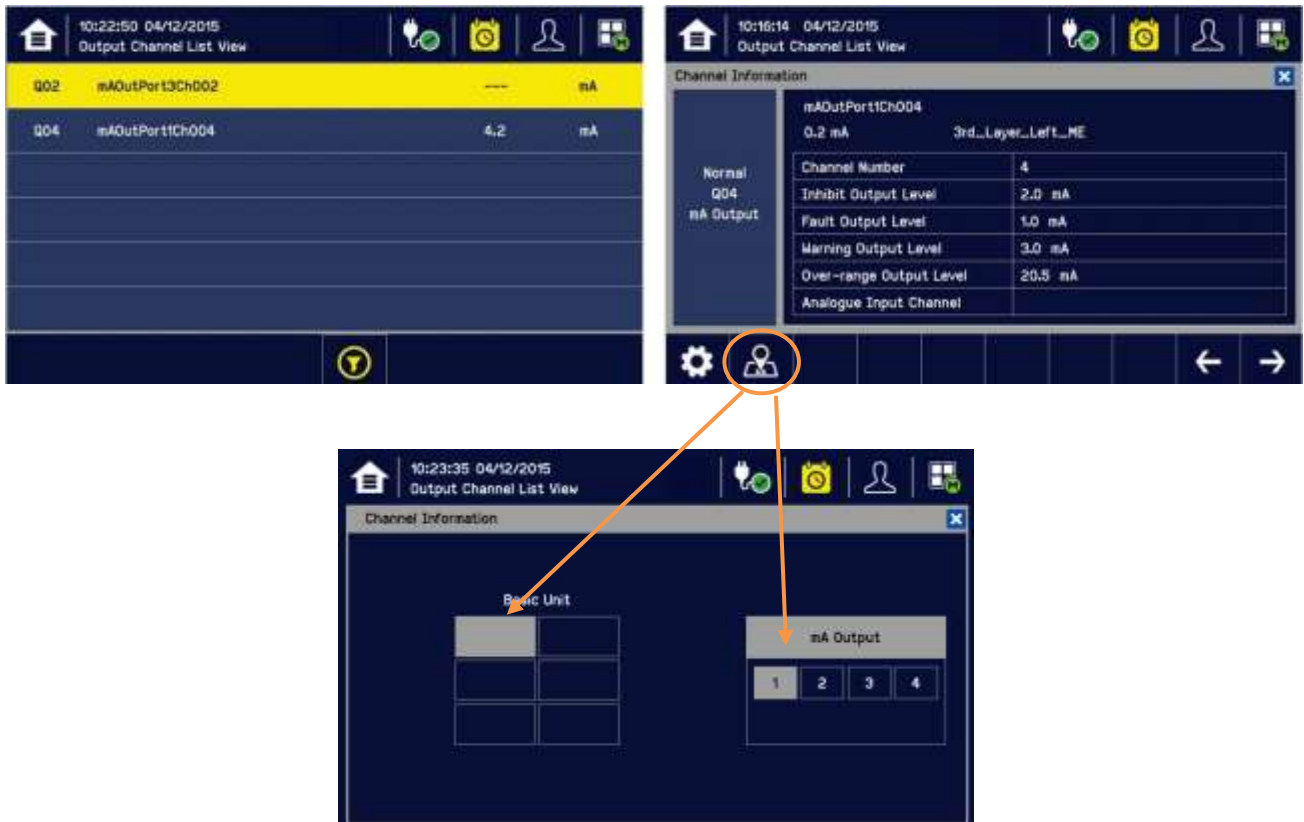 10:22:50 04/12/2015
Output Channel List View
Q02 mAOutPort3Ch002 --- mA
Q04 mAOutPort1Ch004 4.2 mA
10:16:14 04/12/2015
Output Channel List View
Channel Information
Normal
Q04
mA Output
mAOutPort1Ch004
0.2 mA 3rd_Layer_Left_ME
Channel Number 4
Inhibit Output Level 2.0 mA
Fault Output Level 1.0 mA
Warning Output Level 3.0 mA
Over-range Output Level 20.5 mA
Analogue Input Channel
10:23:35 04/12/2015
Output Channel List View
Channel Information
Basic Unit
mA Output
1 2 3 4